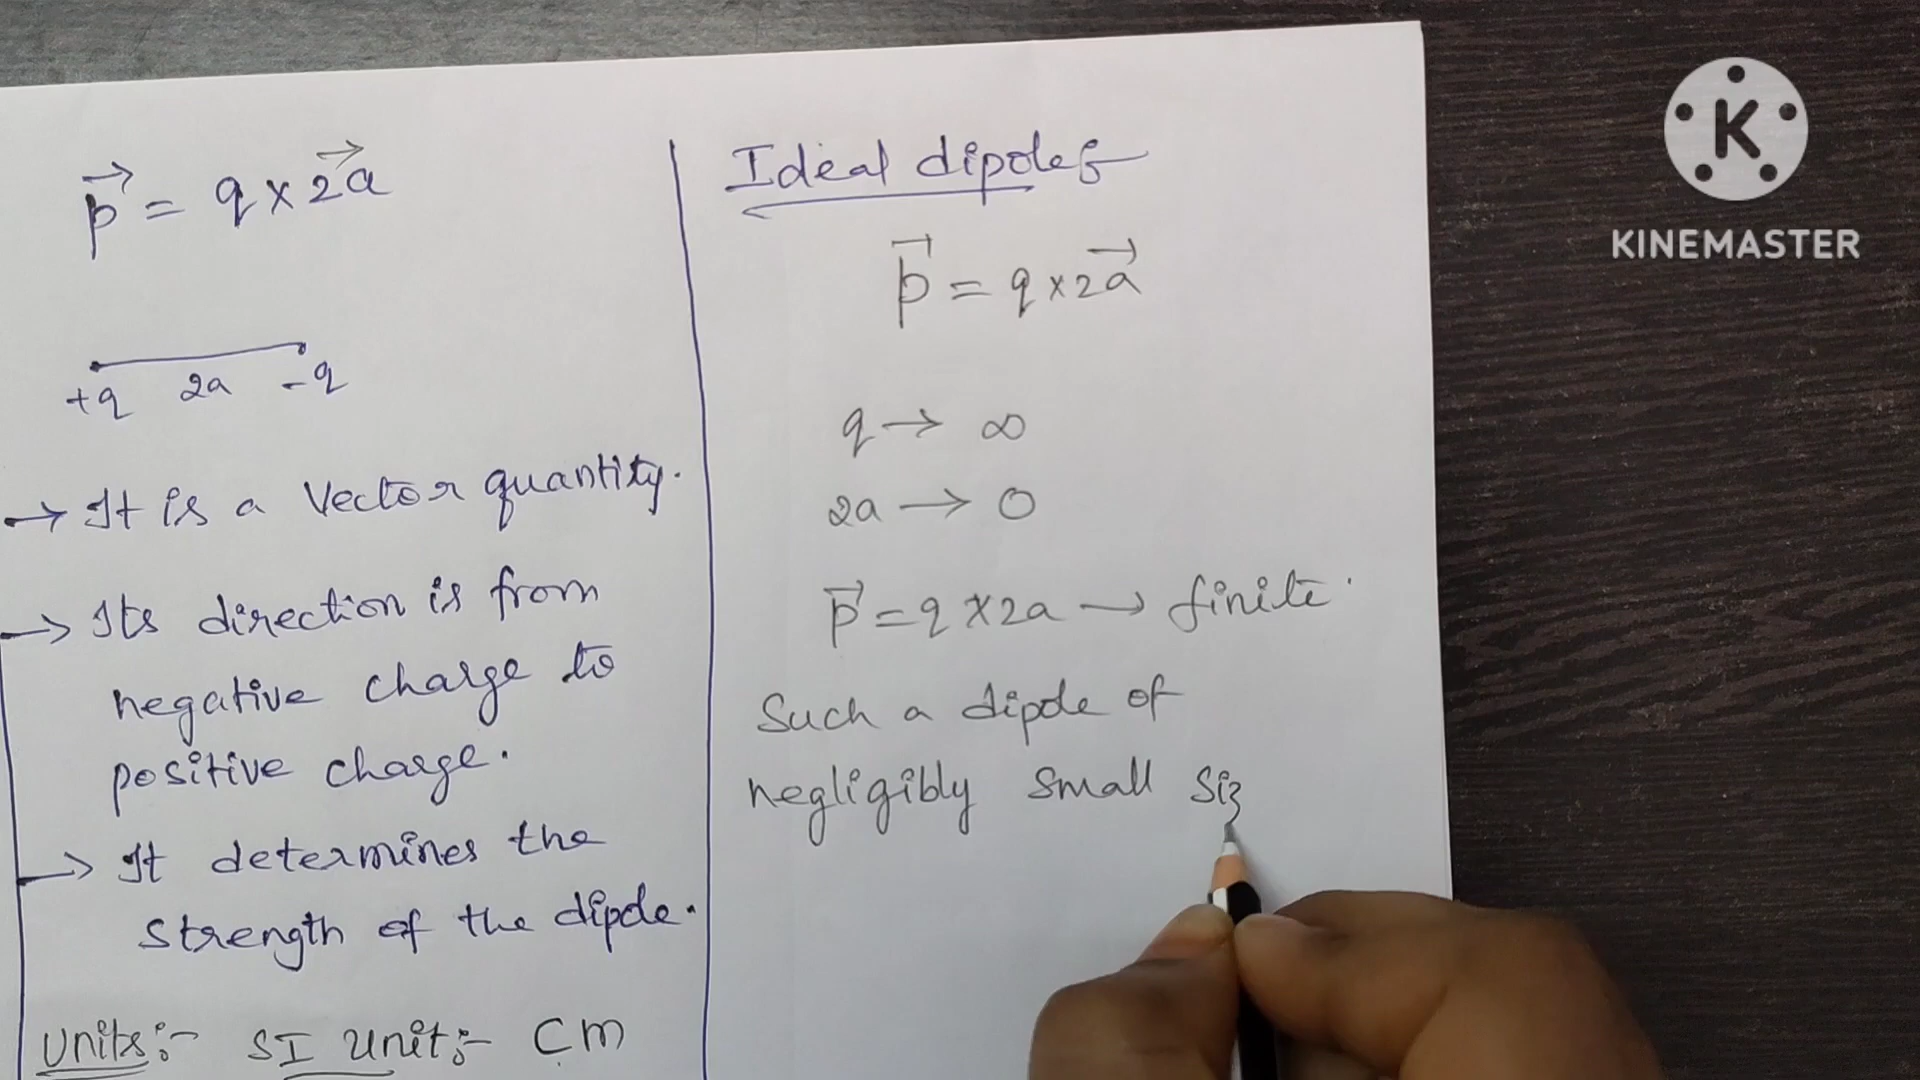 p⃗ = q × 2a⃗
+q 2a -q
→ It is a Vector quantity.
→ Its direction is from
negative charge to
positive charge.
→ It determines the
strength of the dipole.
Units:- SI Unit:- Cm
Ideal dipoles
p⃗ = q × 2a⃗
q → ∞
2a → 0
p⃗ = q × 2a → finite.
Such a dipole of
negligibly small siz
K
KINEMASTER